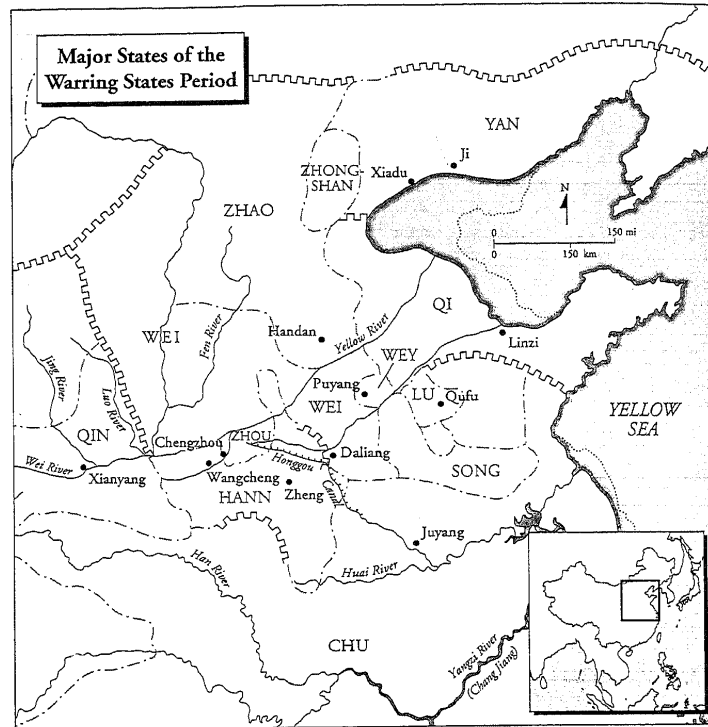 Major States of the
Warring States Period
YAN
Ji
ZHONG-
SHAN
Xiadu
ZHAO
N
0 150 mi
0 150 km
QI
WEI
Fen River
Handan
Yellow River
Linzi
WEY
Jing River
Luo River
Puyang
WEI
LU
Qufu
YELLOW
SEA
QIN
Chengzhou
ZHOU
Daliang
Wei River
Honggou
Canal
SONG
Xianyang
Wangcheng
HANN
Zheng
Juyang
Han River
Huai River
CHU
Yangzi River
(Chang Jiang)